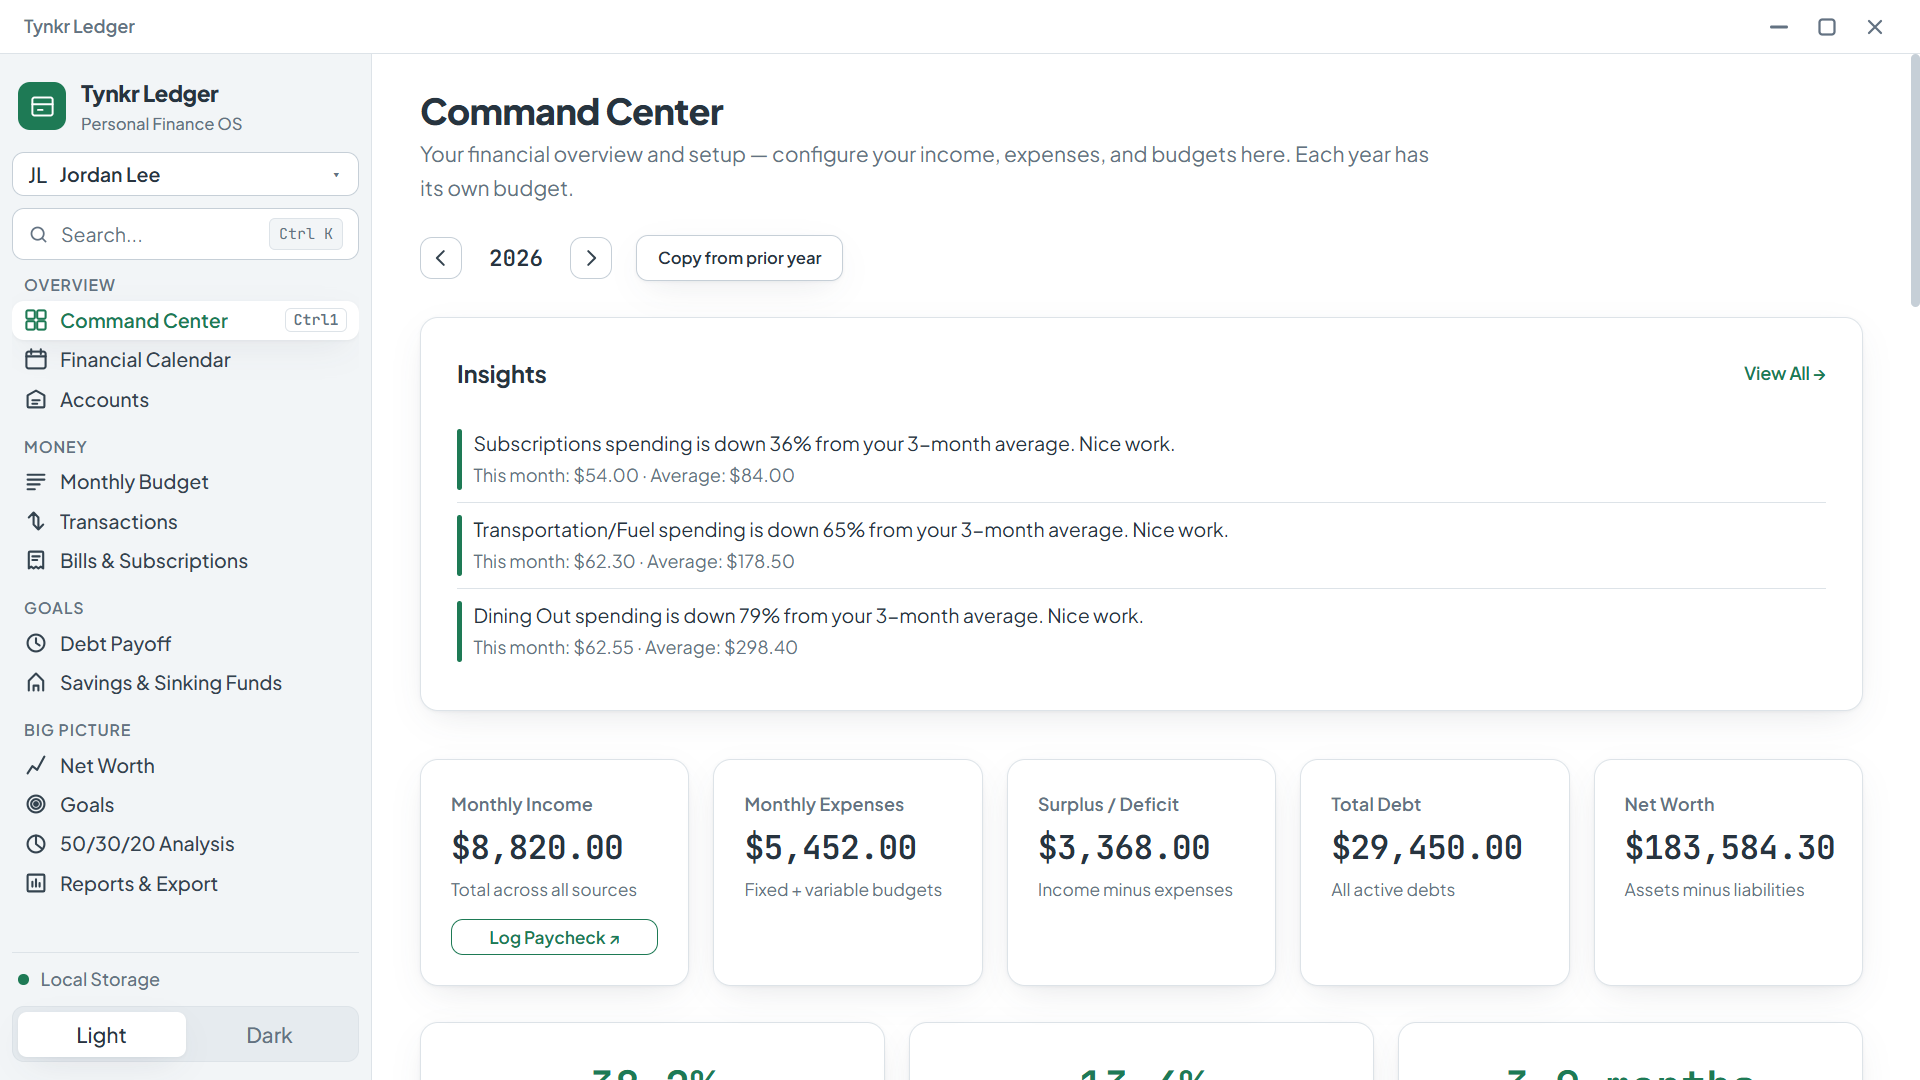 Tynkr Ledger
Tynkr Ledger
Personal Finance OS
JL Jordan Lee
Search... Ctrl K
OVERVIEW
Command Center Ctrl1
Financial Calendar
Accounts
MONEY
Monthly Budget
Transactions
Bills & Subscriptions
GOALS
Debt Payoff
Savings & Sinking Funds
BIG PICTURE
Net Worth
Goals
50/30/20 Analysis
Reports & Export
Local Storage
Light Dark
Command Center
Your financial overview and setup — configure your income, expenses, and budgets here. Each year has
its own budget.
2026 Copy from prior year
Insights View All →
Subscriptions spending is down 36% from your 3-month average. Nice work.
This month: $54.00 · Average: $84.00
Transportation/Fuel spending is down 65% from your 3-month average. Nice work.
This month: $62.30 · Average: $178.50
Dining Out spending is down 79% from your 3-month average. Nice work.
This month: $62.55 · Average: $298.40
Monthly Income
$8,820.00
Total across all sources
Log Paycheck ↗
Monthly Expenses
$5,452.00
Fixed + variable budgets
Surplus / Deficit
$3,368.00
Income minus expenses
Total Debt
$29,450.00
All active debts
Net Worth
$183,584.30
Assets minus liabilities
months